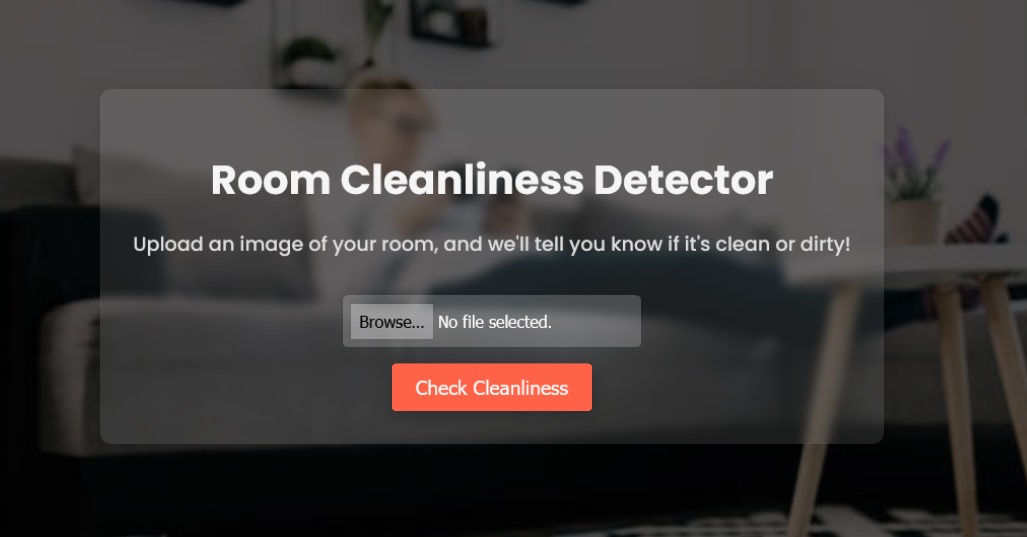 Room Cleanliness Detector
Upload an image of your room, and we'll tell you know if it's clean or dirty!
Browse... No file selected.
Check Cleanliness